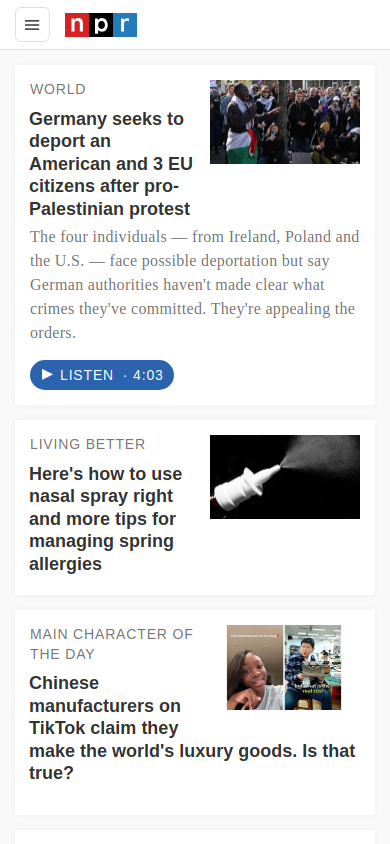 npr
WORLD
Germany seeks to
deport an
American and 3 EU
citizens after pro-
Palestinian protest
The four individuals — from Ireland, Poland and
the U.S. — face possible deportation but say
German authorities haven't made clear what
crimes they've committed. They're appealing the
orders.
LISTEN · 4:03
LIVING BETTER
Here's how to use
nasal spray right
and more tips for
managing spring
allergies
MAIN CHARACTER OF
THE DAY
Chinese
manufacturers on
TikTok claim they
make the world's luxury goods. Is that
true?
real cost